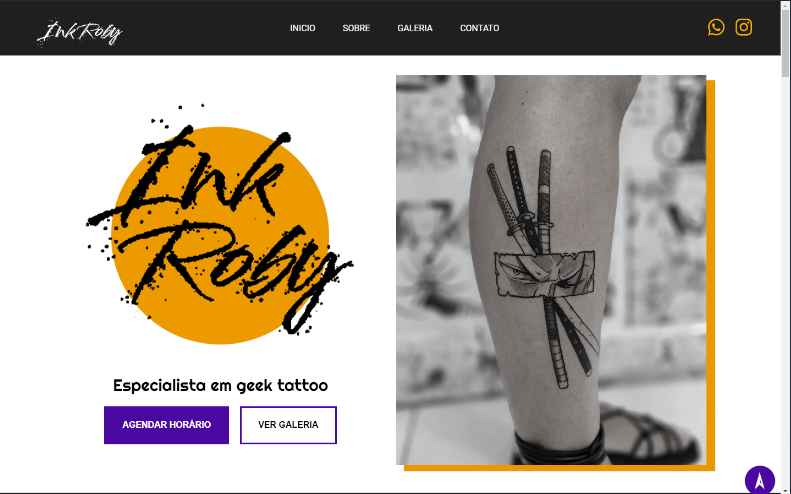 Ink Roby
INICIO
SOBRE
GALERIA
CONTATO
Ink
Roby
Especialista em geek tattoo
AGENDAR HORÁRIO
VER GALERIA